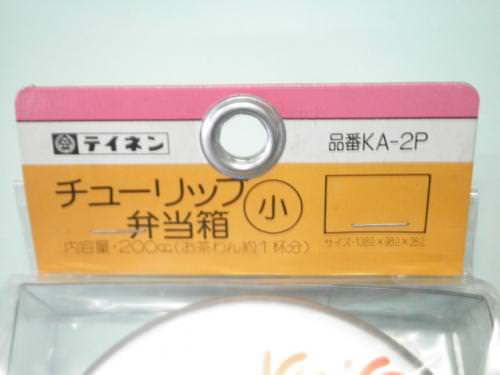 テイネン
品番KA-2P
チューリップ
弁当箱
小
内容量・200cc(お茶わん約1杯分)